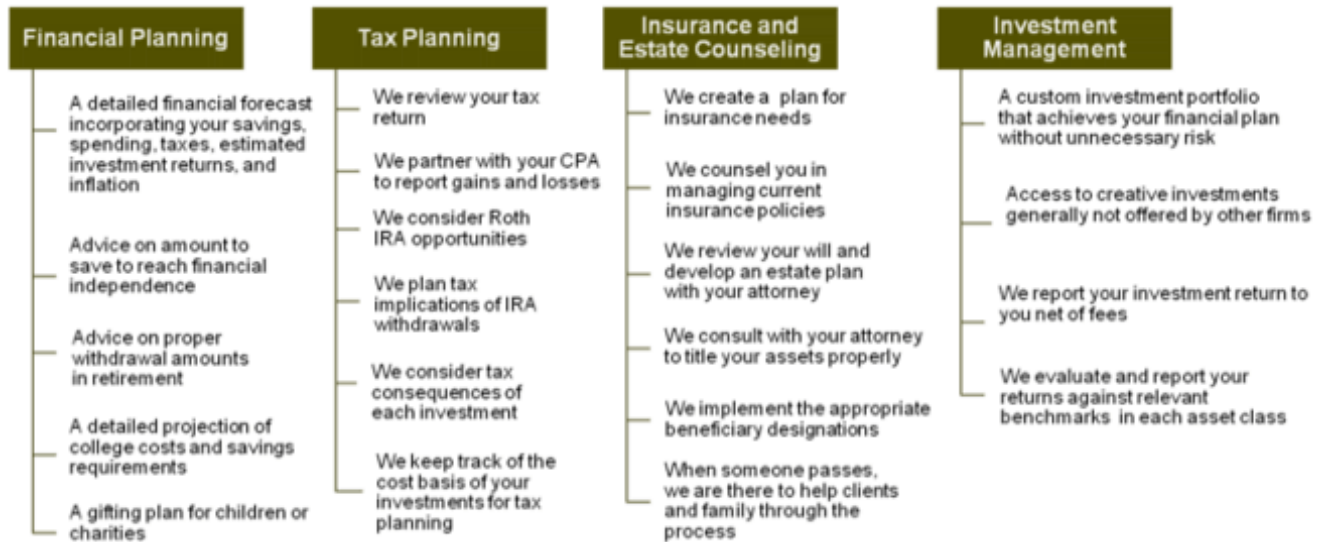 Financial Planning
A detailed financial forecast
incorporating your savings,
spending, taxes, estimated
investment returns, and
inflation
Advice on amount to
save to reach financial
independence
Advice on proper
withdrawal amounts
in retirement
A detailed projection of
college costs and savings
requirements
A gifting plan for children or
charities
Tax Planning
We review your tax
return
We partner with your CPA
to report gains and losses
We consider Roth
IRA opportunities
We plan tax
implications of IRA
withdrawals
We consider tax
consequences of
each investment
We keep track of the
cost basis of your
investments for tax
planning
Insurance and
Estate Counseling
We create a plan for
insurance needs
We counsel you in
managing current
insurance policies
We review your will and
develop an estate plan
with your attorney
We consult with your attorney
to title your assets properly
We implement the appropriate
beneficiary designations
When someone passes,
we are there to help clients
and family through the
process
Investment
Management
A custom investment portfolio
that achieves your financial plan
without unnecessary risk
Access to creative investments
generally not offered by other firms
We report your investment return to
you net of fees
We evaluate and report your
returns against relevant
benchmarks in each asset class